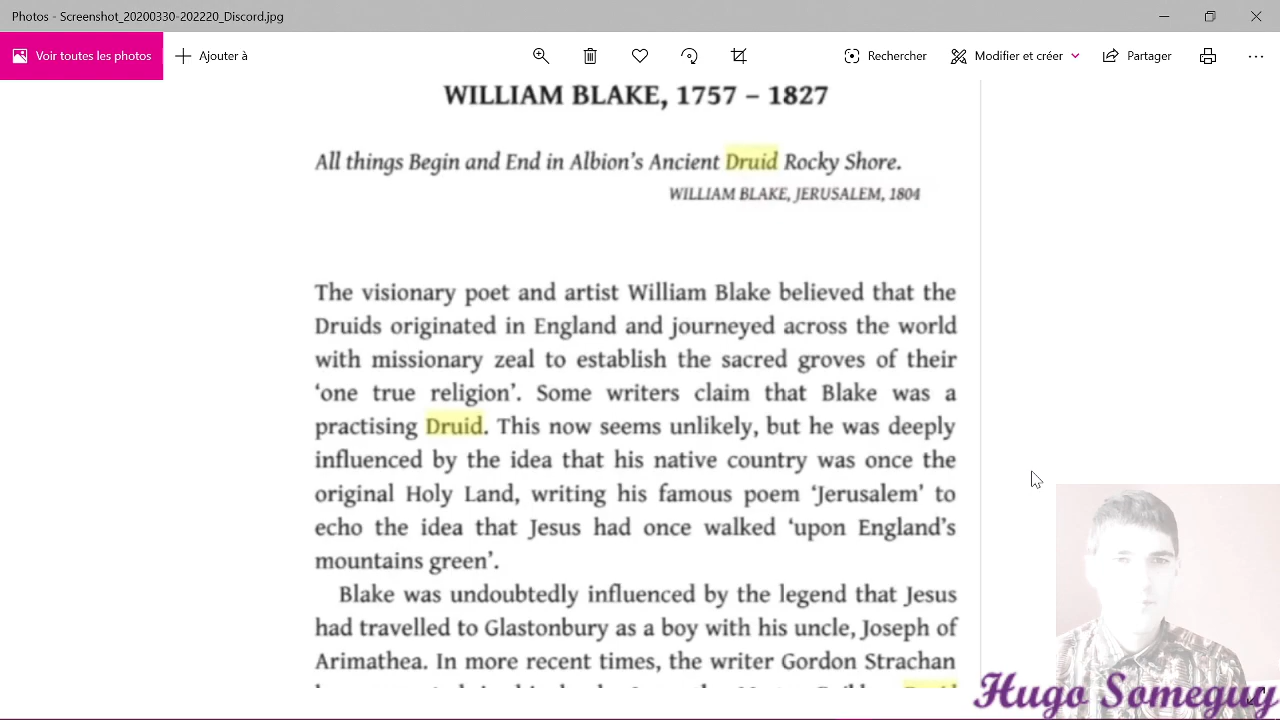 Photos - Screenshot_20200330-202220_Discord.jpg
Voir toutes les photos
Ajouter à
Rechercher
Modifier et créer
Partager
WILLIAM BLAKE, 1757 – 1827
All things Begin and End in Albion's Ancient Druid Rocky Shore.
WILLIAM BLAKE, JERUSALEM, 1804
The visionary poet and artist William Blake believed that the
Druids originated in England and journeyed across the world
with missionary zeal to establish the sacred groves of their
'one true religion'. Some writers claim that Blake was a
practising Druid. This now seems unlikely, but he was deeply
influenced by the idea that his native country was once the
original Holy Land, writing his famous poem 'Jerusalem' to
echo the idea that Jesus had once walked 'upon England's
mountains green'.
Blake was undoubtedly influenced by the legend that Jesus
had travelled to Glastonbury as a boy with his uncle, Joseph of
Arimathea. In more recent times, the writer Gordon Strachan
Hugo Someguy